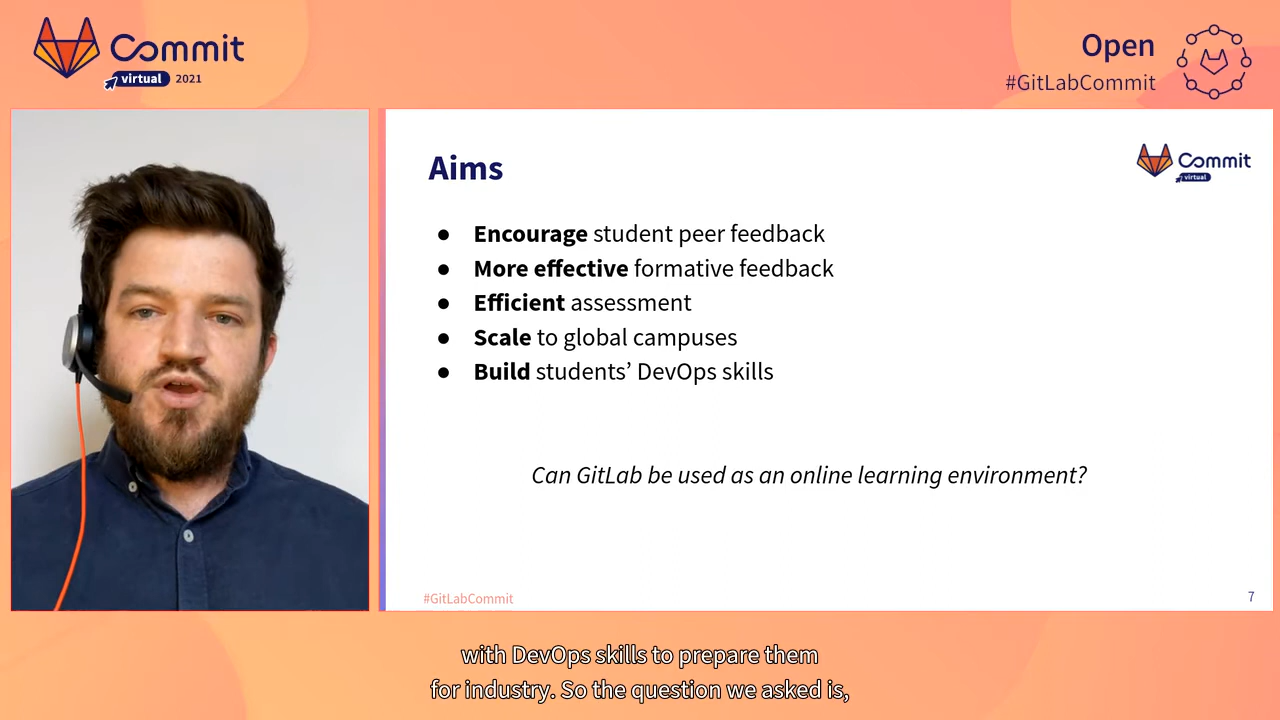 Commit
virtual 2021
Open
#GitLabCommit
Aims
Commit
virtual
● Encourage student peer feedback
● More effective formative feedback
● Efficient assessment
● Scale to global campuses
● Build students’ DevOps skills
Can GitLab be used as an online learning environment?
#GitLabCommit
7
with DevOps skills to prepare them
for industry. So the question we asked is,